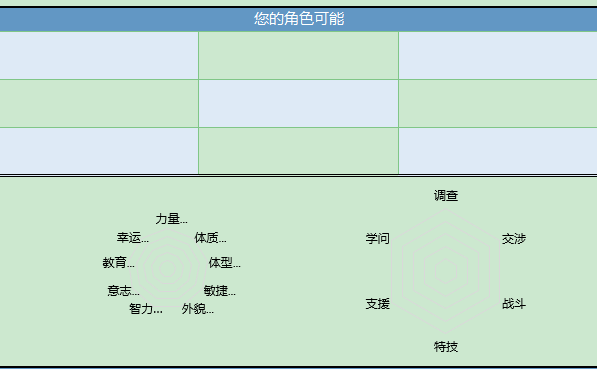 您的角色可能
力量...
幸运...
体质...
教育...
体型...
意志...
敏捷...
智力...
外貌...
调查
学问
交涉
支援
战斗
特技